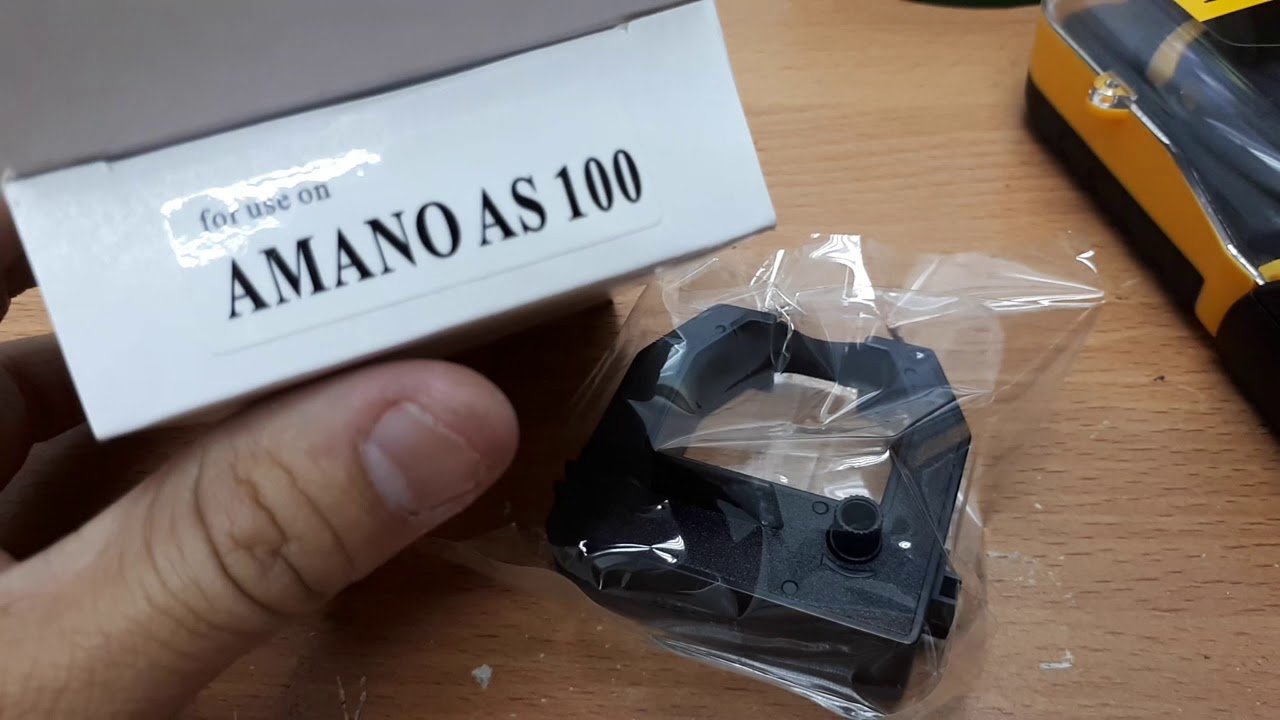 for use on
AMANO AS 100